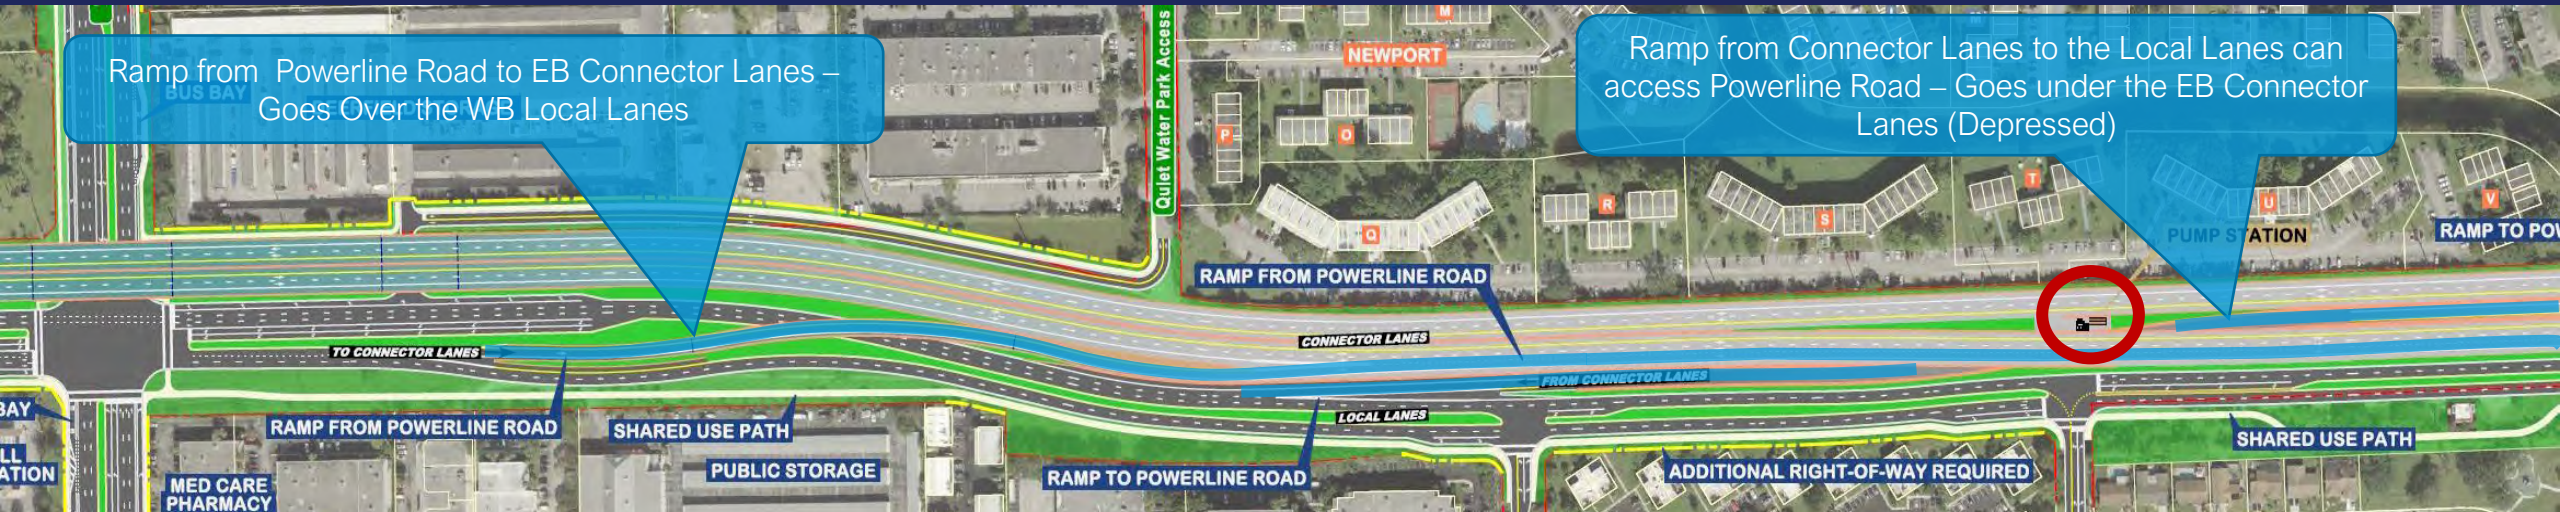 Ramp from Powerline Road to EB Connector Lanes –
Goes Over the WB Local Lanes
BUS BAY
Quiet Water Park Access
M
NEWPORT
P
O
Q
R
S
T
U
V
Ramp from Connector Lanes to the Local Lanes can
access Powerline Road – Goes under the EB Connector
Lanes (Depressed)
PUMP STATION
RAMP TO POW
RAMP FROM POWERLINE ROAD
CONNECTOR LANES
TO CONNECTOR LANES
FROM CONNECTOR LANES
LOCAL LANES
BAY
LL
ATION
RAMP FROM POWERLINE ROAD
SHARED USE PATH
PUBLIC STORAGE
MED CARE
PHARMACY
RAMP TO POWERLINE ROAD
ADDITIONAL RIGHT-OF-WAY REQUIRED
SHARED USE PATH